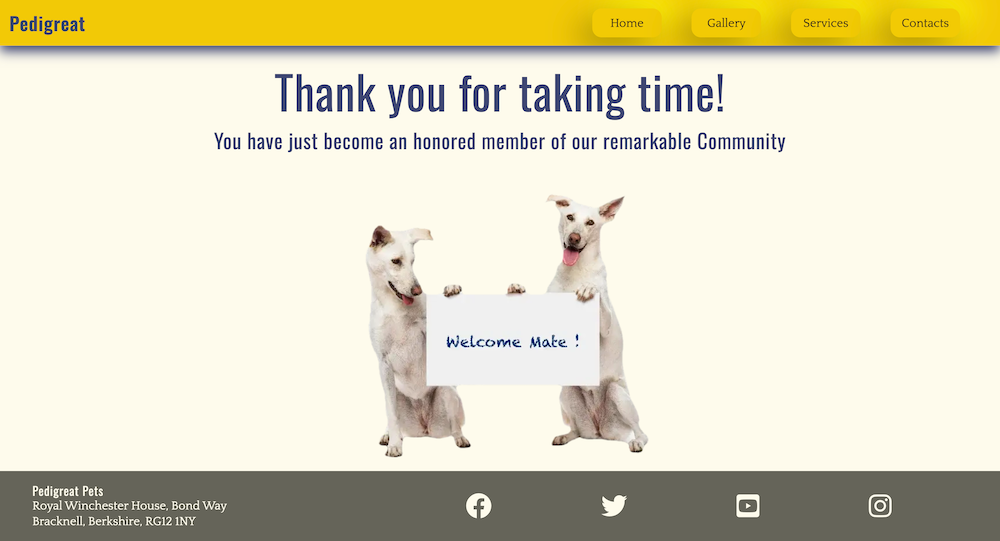 Pedigreat
Home
Gallery
Services
Contacts
Thank you for taking time!
You have just become an honored member of our remarkable Community
Welcome Mate !
Pedigreat Pets
Royal Winchester House, Bond Way
Bracknell, Berkshire, RG12 1NY